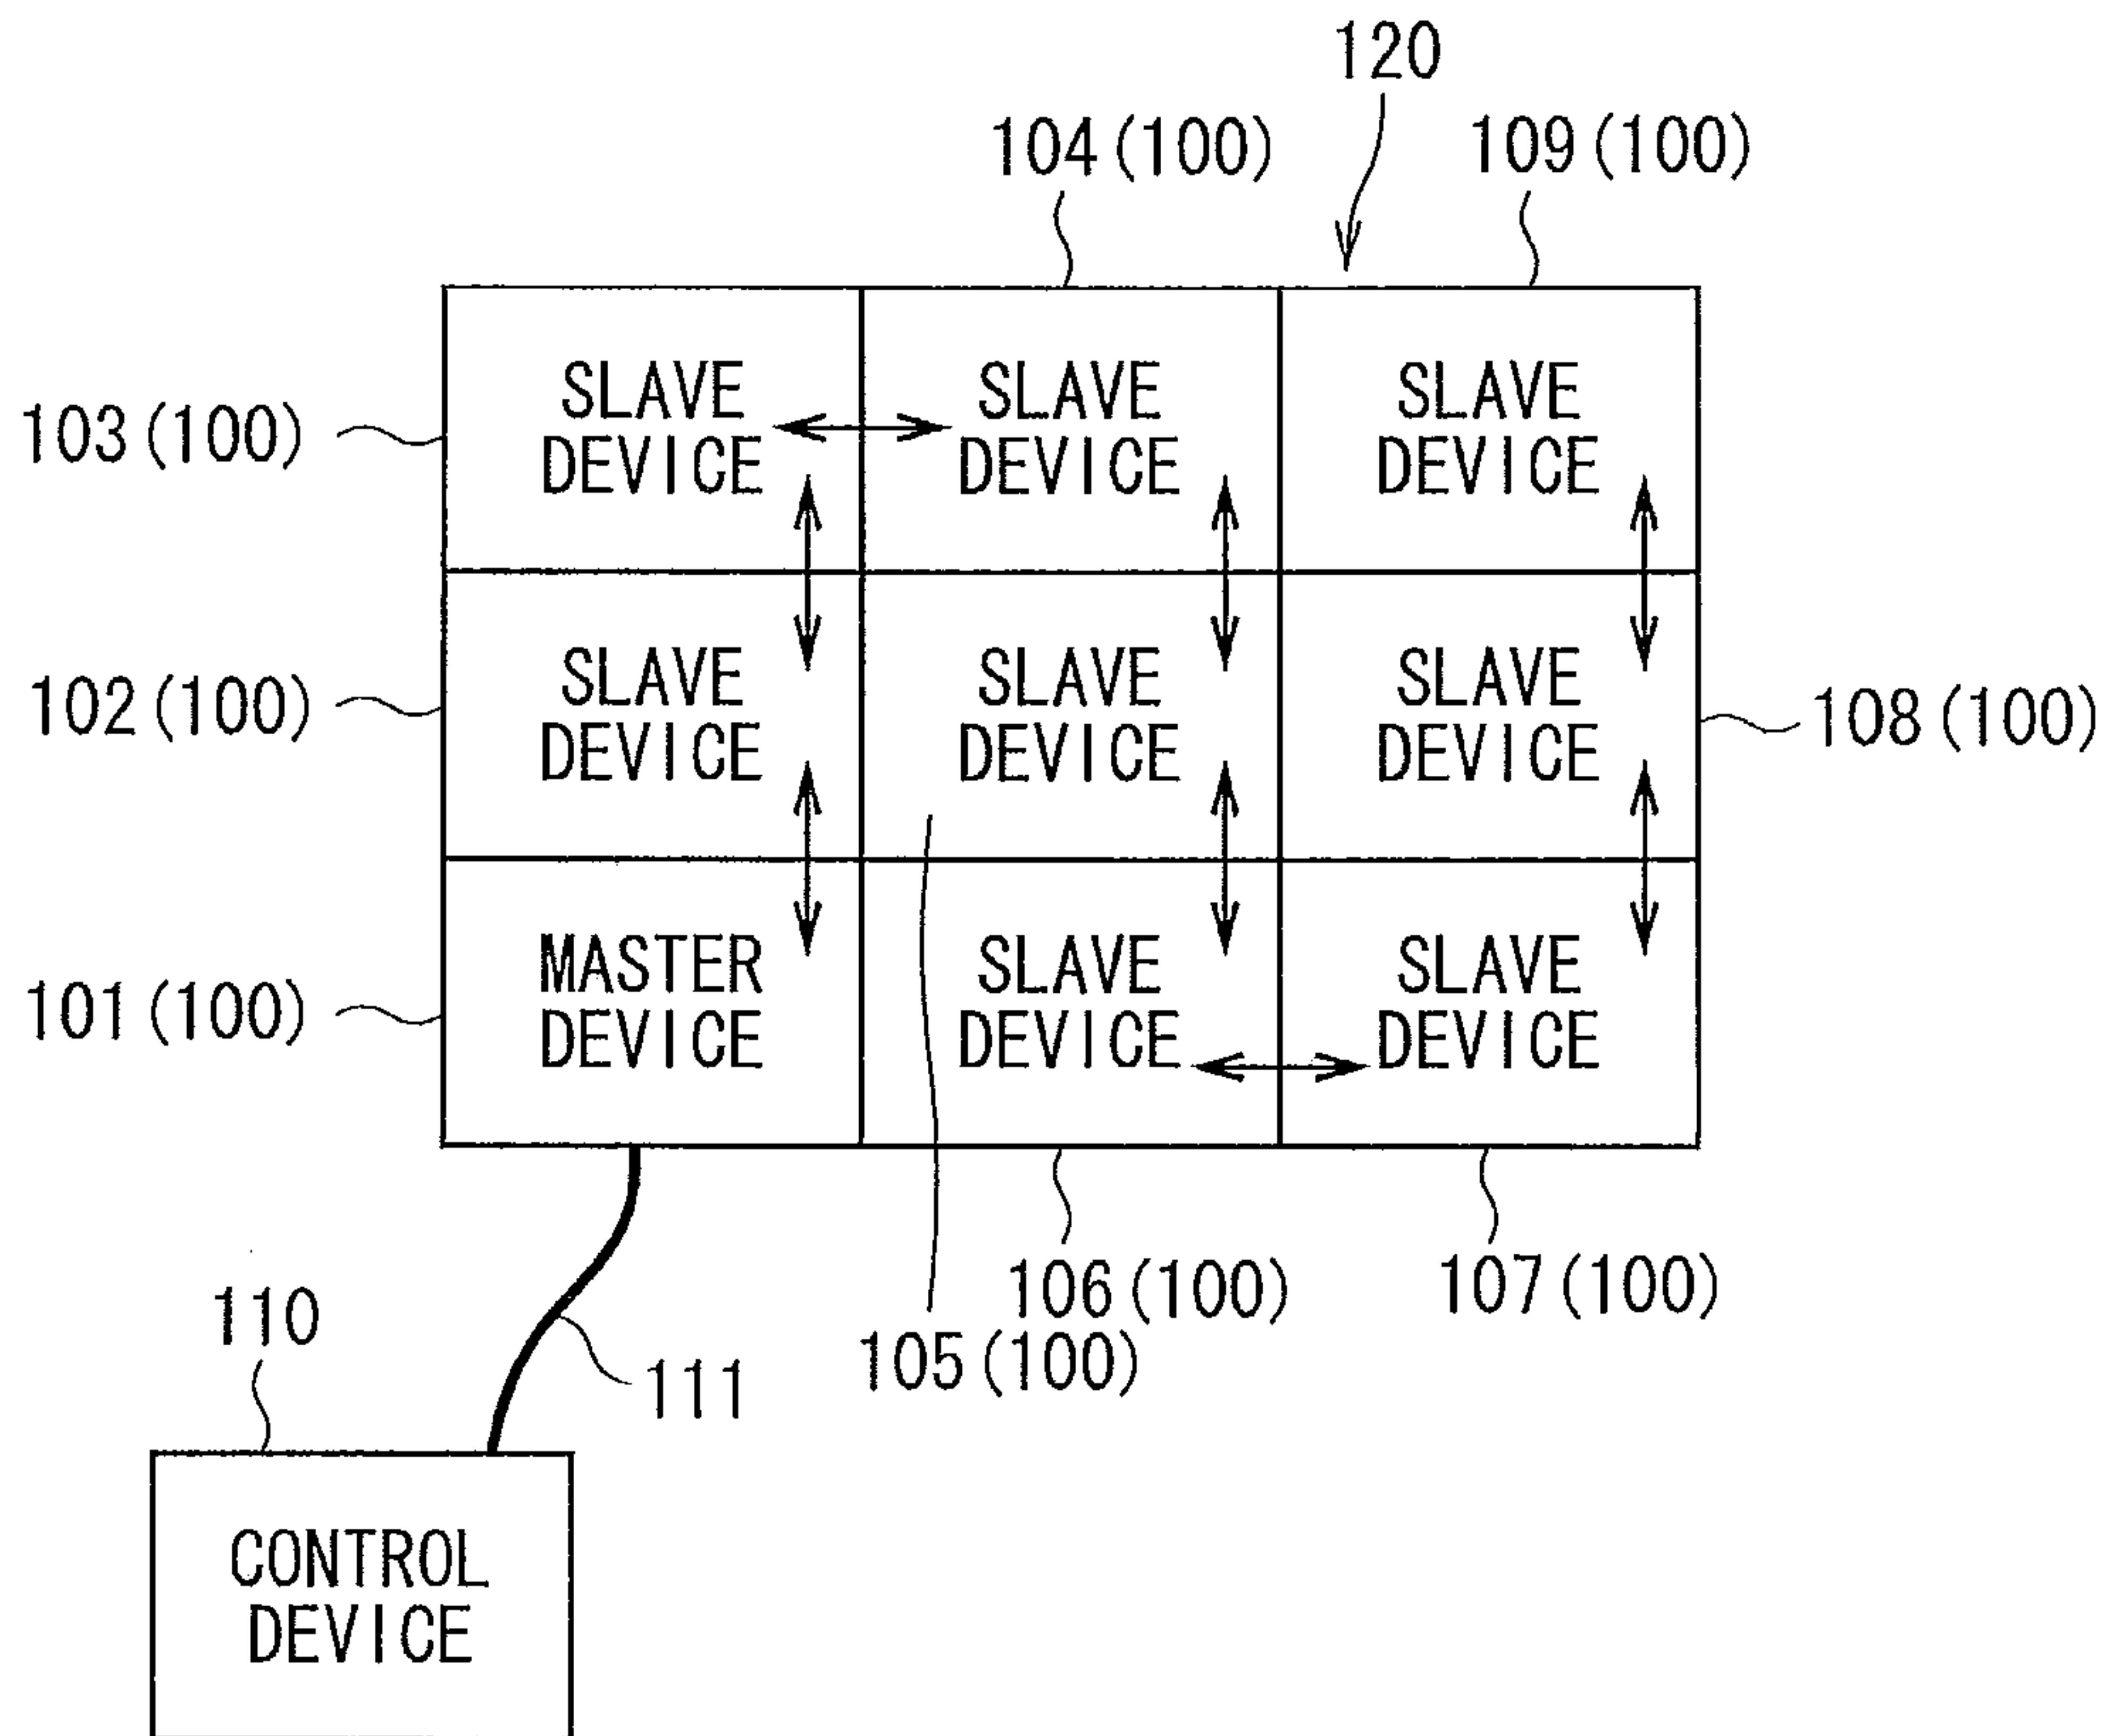 120
104(100)
109(100)
SLAVE
DEVICE
SLAVE
DEVICE
SLAVE
DEVICE
103(100)
SLAVE
DEVICE
SLAVE
DEVICE
SLAVE
DEVICE
102(100)
108(100)
MASTER
DEVICE
SLAVE
DEVICE
SLAVE
DEVICE
101(100)
106(100)
107(100)
105(100)
110
111
CONTROL
DEVICE